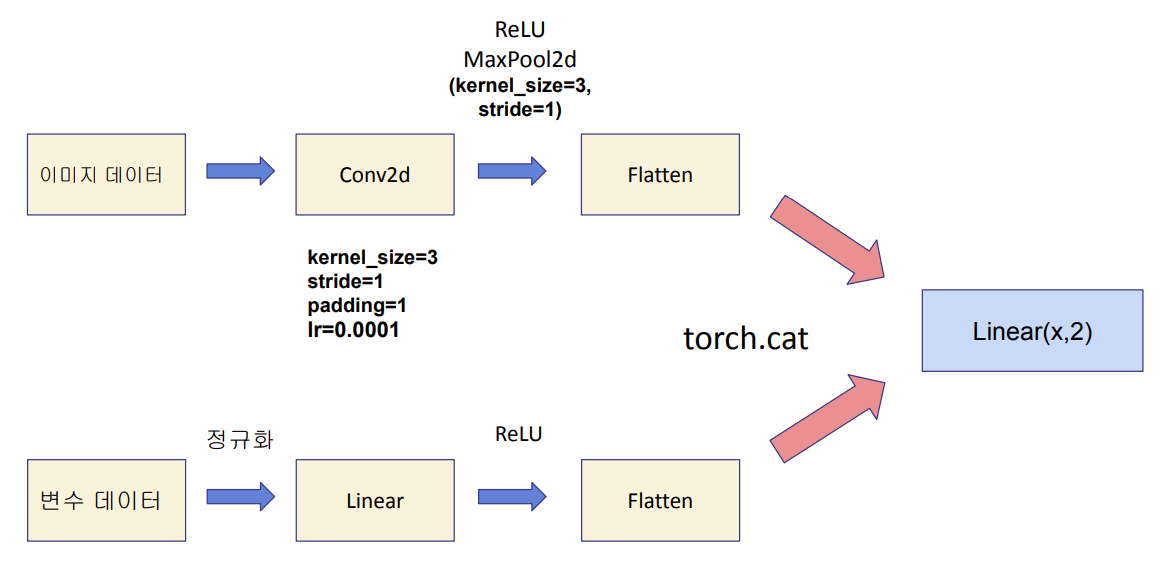 ReLU
MaxPool2d
(kernel_size=3,
stride=1)
이미지 데이터
Conv2d
Flatten
kernel_size=3
stride=1
padding=1
lr=0.0001
torch.cat
Linear(x,2)
정규화
ReLU
변수 데이터
Linear
Flatten